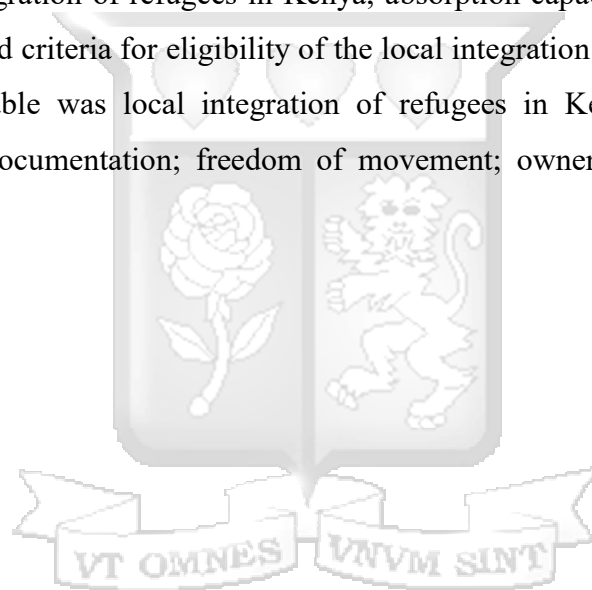 gration of refugees in Kenya, absorption capa
d criteria for eligibility of the local integration
ble was local integration of refugees in Ke
ocumentation; freedom of movement; owner
VT OMNES VNVM SINT